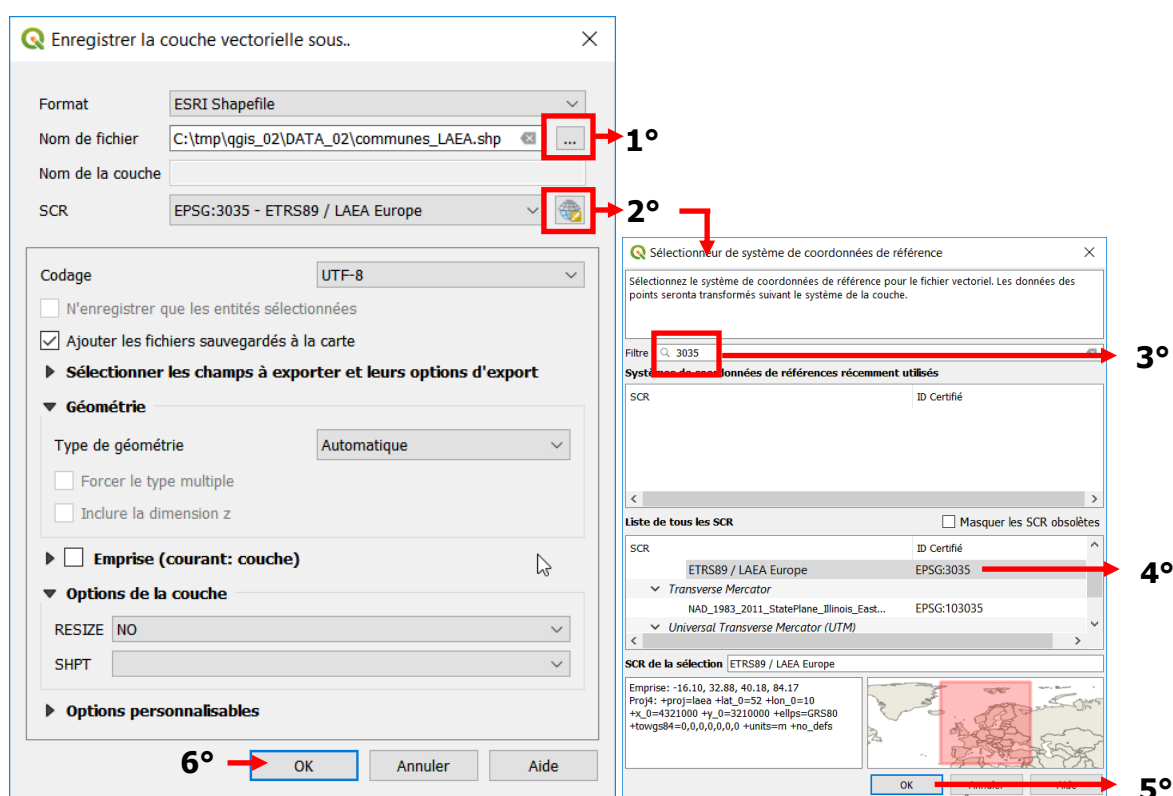 Enregistrer la couche vectorielle sous..
Format ESRI Shapefile
Nom de fichier C:\tmp\qgis_02\DATA_02\communes_LAEA.shp ... 1°
Nom de la couche
SCR EPSG:3035 - ETRS89 / LAEA Europe 2°
Codage UTF-8
N'enregistrer que les entités sélectionnées
Ajouter les fichiers sauvegardés à la carte
Sélectionner les champs à exporter et leurs options d'export
Géométrie
Type de géométrie Automatique
Forcer le type multiple
Inclure la dimension z
Emprise (courant: couche)
Options de la couche
RESIZE NO
SHPT
Options personnalisables
6° OK Annuler Aide
Sélectionneur de système de coordonnées de référence
Sélectionnez le système de coordonnées de référence pour le fichier vectoriel. Les données des
points seronta transformés suivant le système de la couche.
Filtre 3035 3°
Systèmes de coordonnées de références récemment utilisés
SCR ID Certifié
Liste de tous les SCR Masquer les SCR obsolètes
SCR ID Certifié
ETRS89 / LAEA Europe EPSG:3035 4°
Transverse Mercator
NAD_1983_2011_StatePlane_Illinois_East... EPSG:103035
Universal Transverse Mercator (UTM)
SCR de la sélection ETRS89 / LAEA Europe
Emprise: -16.10, 32.88, 40.18, 84.17
Proj4: +proj=laea +lat_0=52 +lon_0=10
+x_0=4321000 +y_0=3210000 +ellps=GRS80
+towgs84=0,0,0,0,0,0,0 +units=m +no_defs
OK Annuler Aide 5°